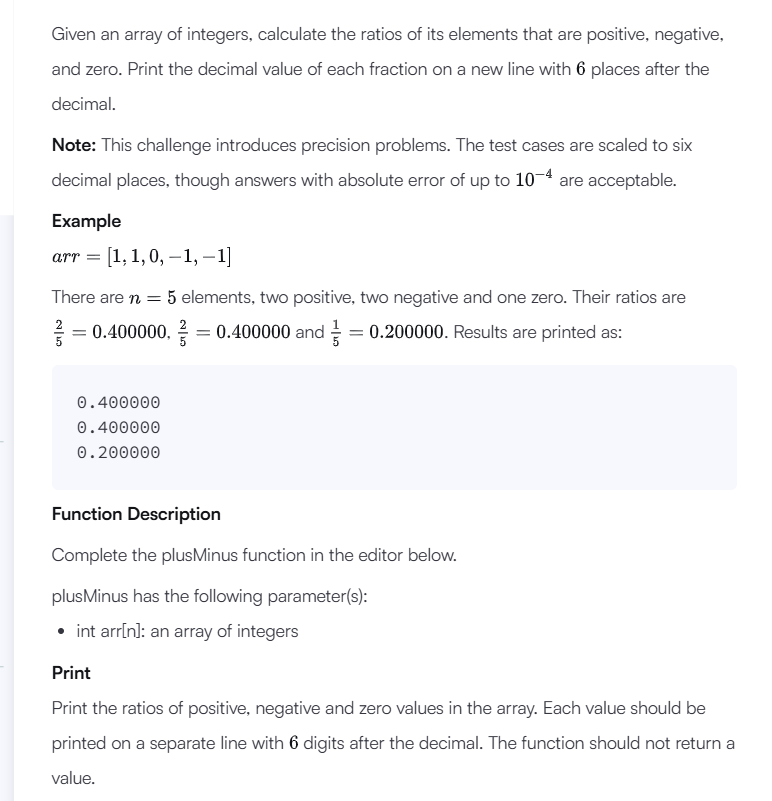 Given an array of integers, calculate the ratios of its elements that are positive, negative,
and zero. Print the decimal value of each fraction on a new line with 6 places after the
decimal.
Note: This challenge introduces precision problems. The test cases are scaled to six
decimal places, though answers with absolute error of up to 10⁻⁴ are acceptable.
Example
arr = [1, 1, 0, −1, −1]
There are n = 5 elements, two positive, two negative and one zero. Their ratios are
2/5 = 0.400000, 2/5 = 0.400000 and 1/5 = 0.200000. Results are printed as:
0.400000
0.400000
0.200000
Function Description
Complete the plusMinus function in the editor below.
plusMinus has the following parameter(s):
• int arr[n]: an array of integers
Print
Print the ratios of positive, negative and zero values in the array. Each value should be
printed on a separate line with 6 digits after the decimal. The function should not return a
value.